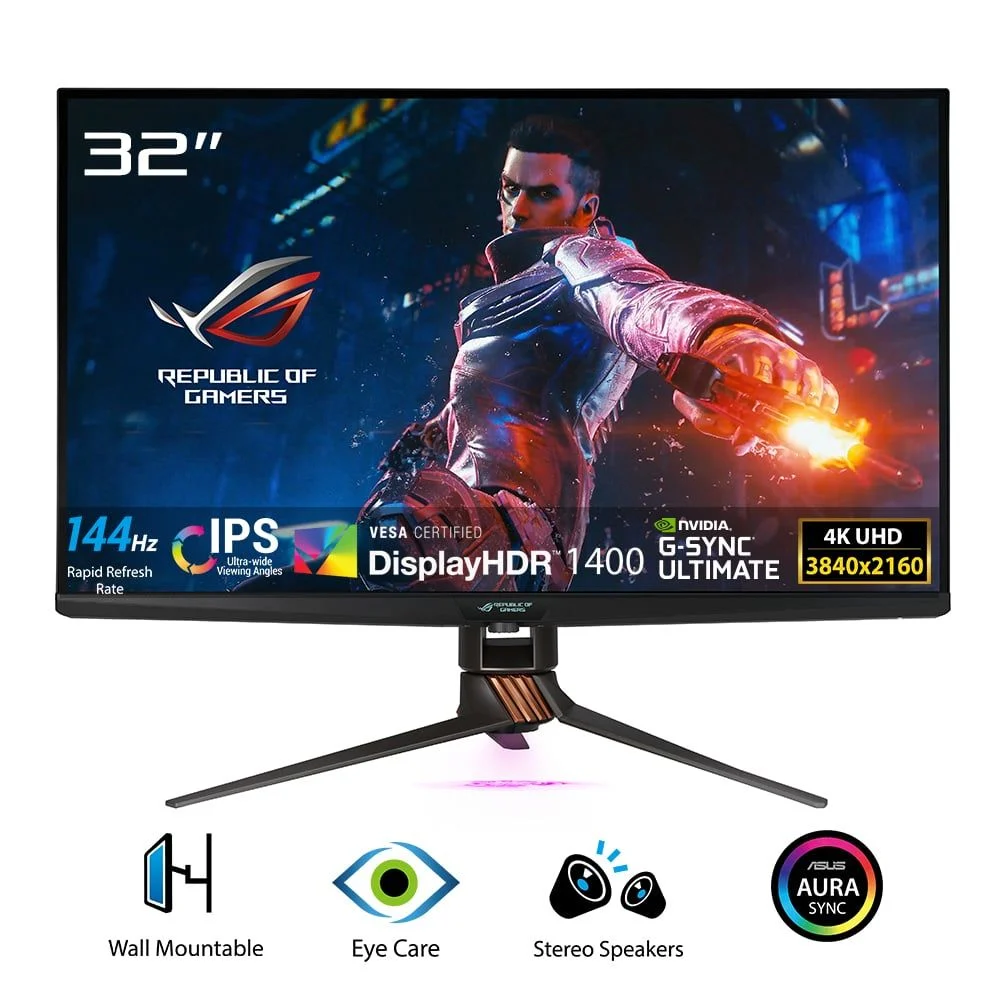 32"
REPUBLIC OF
GAMERS
144Hz
Rapid Refresh
Rate
IPS
Ultra-wide
Viewing Angles
VESA CERTIFIED
DisplayHDR™ 1400
NVIDIA.
G-SYNC
ULTIMATE
4K UHD
3840x2160
REPUBLIC OF
GAMERS
Wall Mountable
Eye Care
Stereo Speakers
ASUS
AURA
SYNC